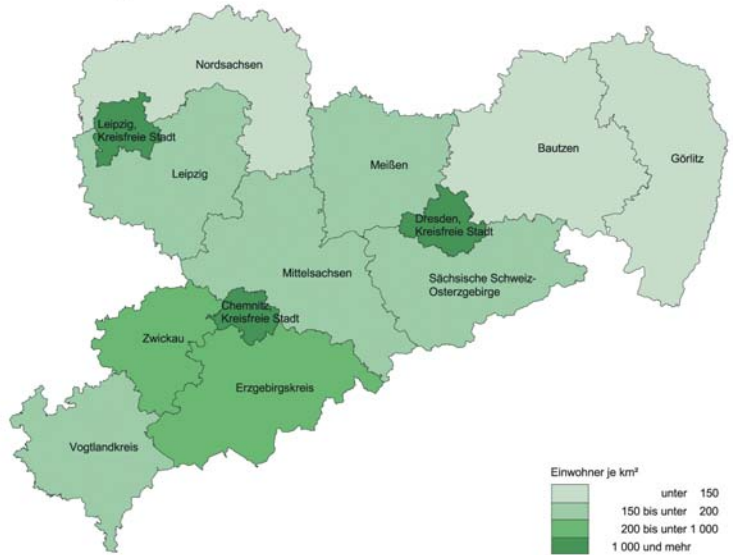 Nordsachsen
Leipzig,
Kreisfreie Stadt
Leipzig
Meißen
Bautzen
Görlitz
Dresden,
Kreisfreie Stadt
Mittelsachsen
Sächsische Schweiz-
Osterzgebirge
Chemnitz,
Kreisfreie Stadt
Zwickau
Erzgebirgskreis
Vogtlandkreis
Einwohner je km²
unter 150
150 bis unter 200
200 bis unter 1 000
1 000 und mehr